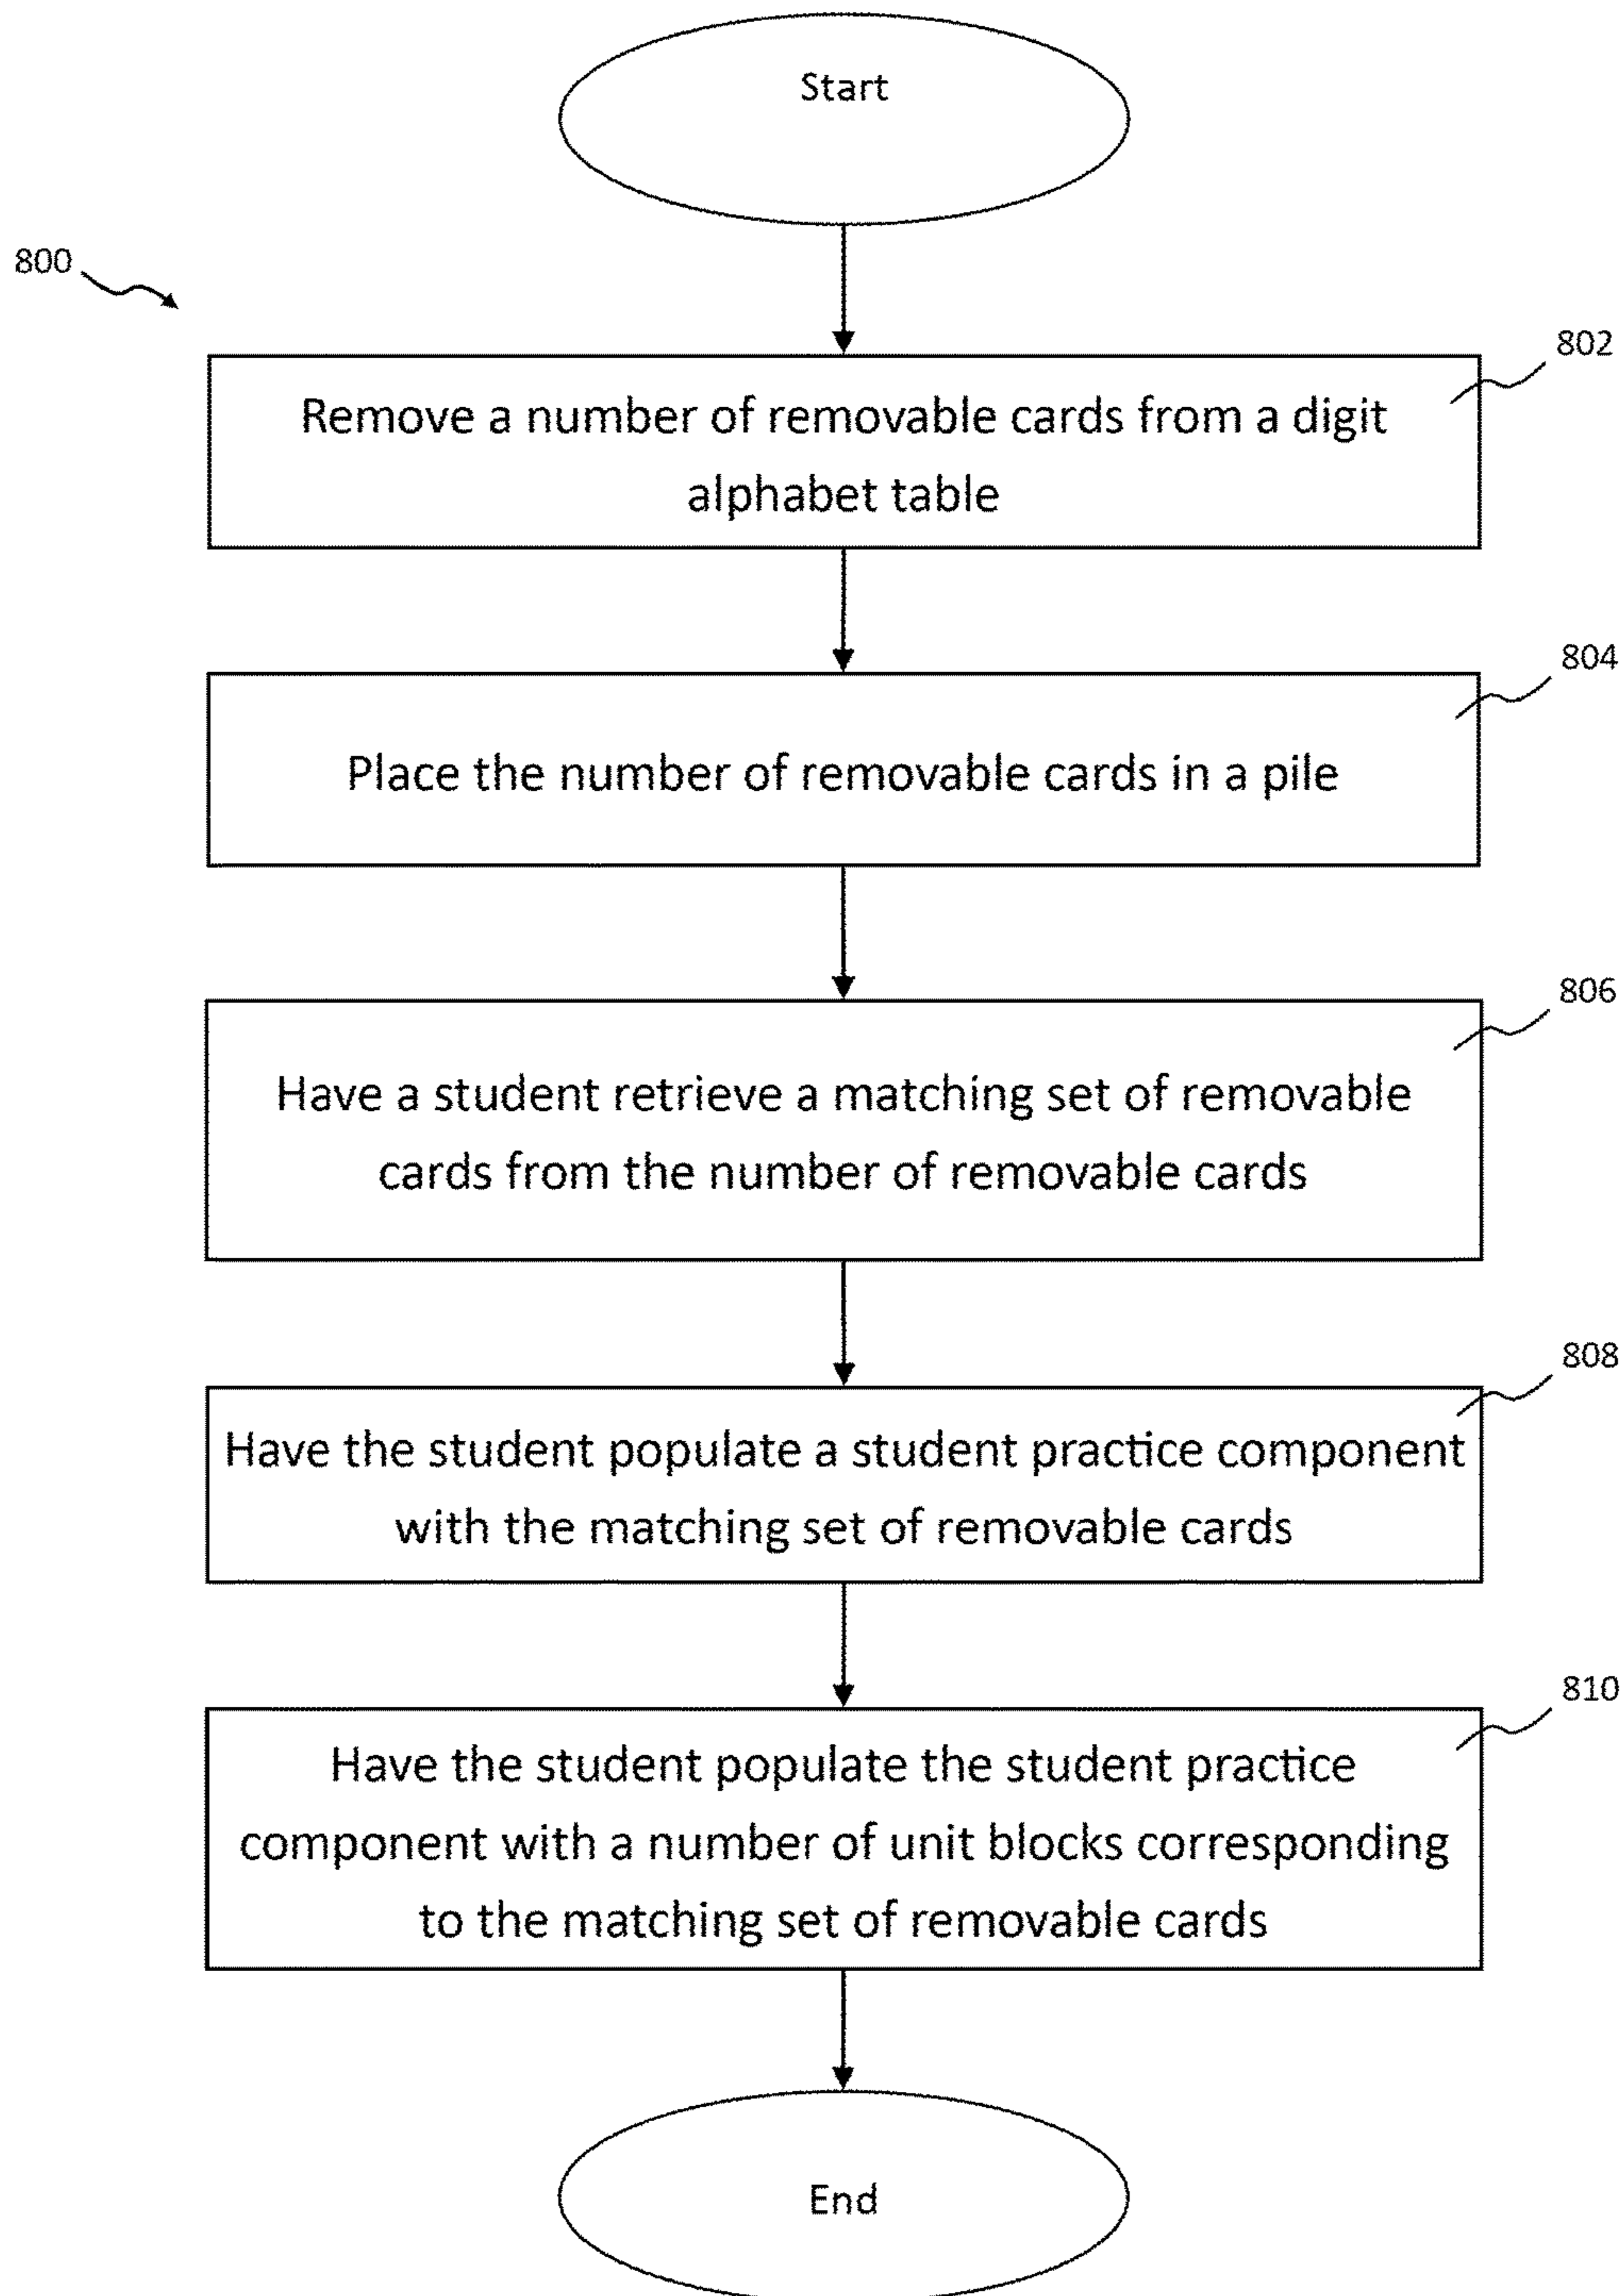 Start
800
802
Remove a number of removable cards from a digit
alphabet table
804
Place the number of removable cards in a pile
806
Have a student retrieve a matching set of removable
cards from the number of removable cards
808
Have the student populate a student practice component
with the matching set of removable cards
810
Have the student populate the student practice
component with a number of unit blocks corresponding
to the matching set of removable cards
End